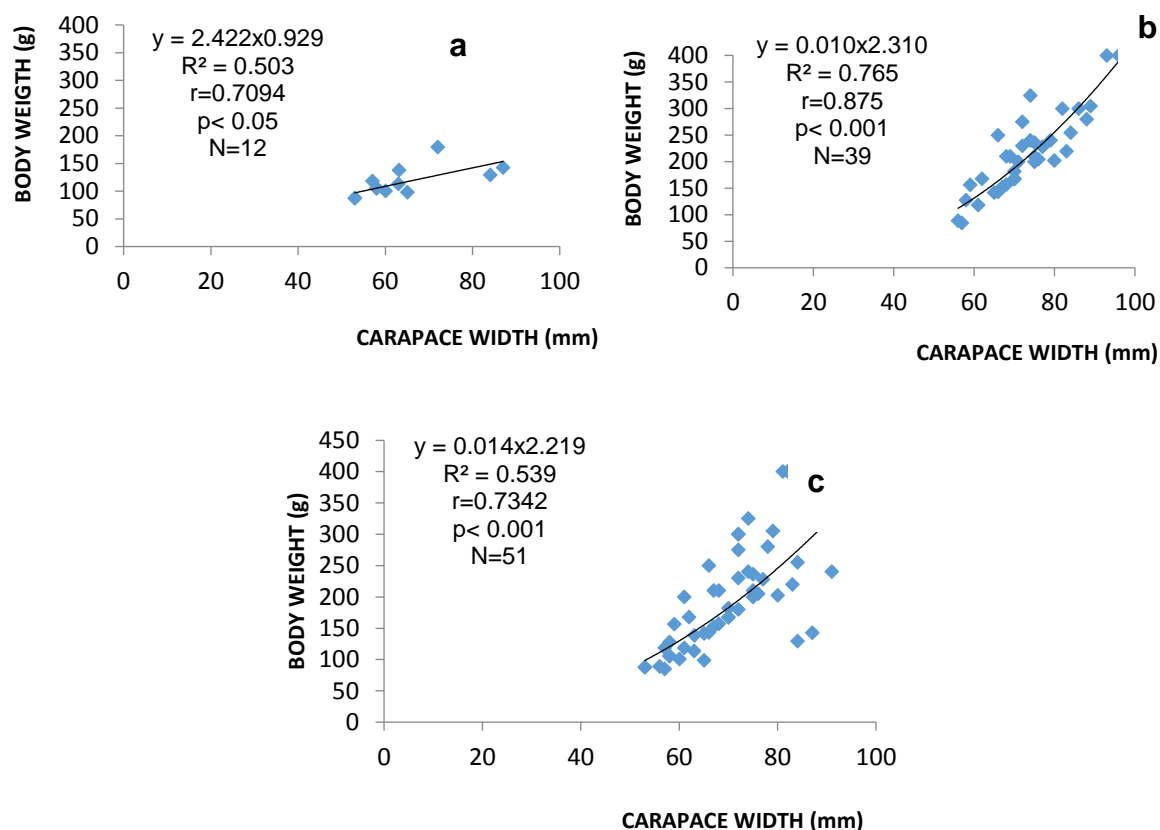 a
y = 2.422x0.929
R² = 0.503
r=0.7094
p< 0.05
N=12
BODY WEIGTH (g)
400
350
300
250
200
150
100
50
0
0 20 40 60 80 100
CARAPACE WIDTH (mm)
b
y = 0.010x2.310
R² = 0.765
r=0.875
p< 0.001
N=39
BODY WEIGHT (g)
400
350
300
250
200
150
100
50
0
0 20 40 60 80 100
CARAPACE WIDTH (mm)
c
y = 0.014x2.219
R² = 0.539
r=0.7342
p< 0.001
N=51
BODY WEIGHT (g)
450
400
350
300
250
200
150
100
50
0
0 20 40 60 80 100
CARAPACE WIDTH (mm)